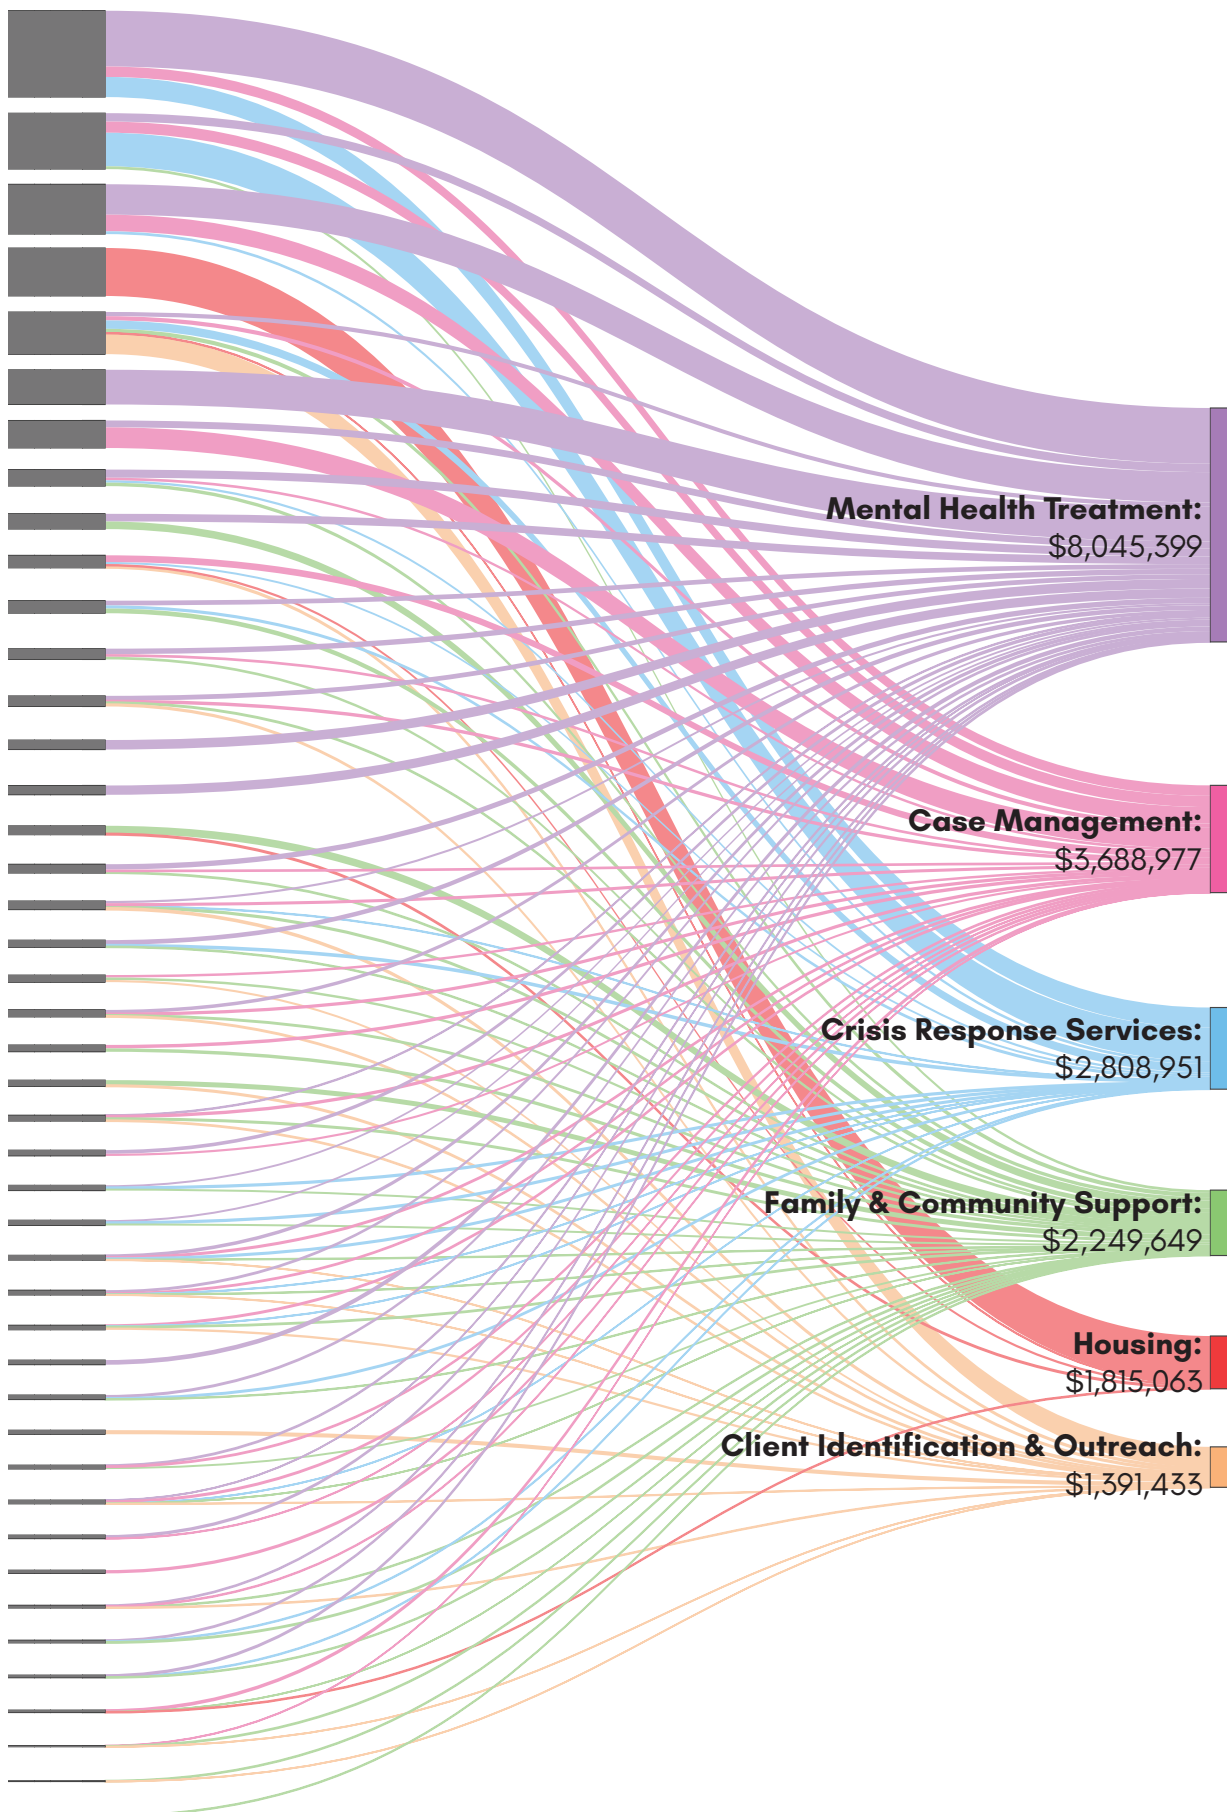 Mental Health Treatment:
$8,045,399
Case Management:
$3,688,977
Crisis Response Services:
$2,808,951
Family & Community Support:
$2,249,649
Housing:
$1,815,063
Client Identification & Outreach:
$1,391,433